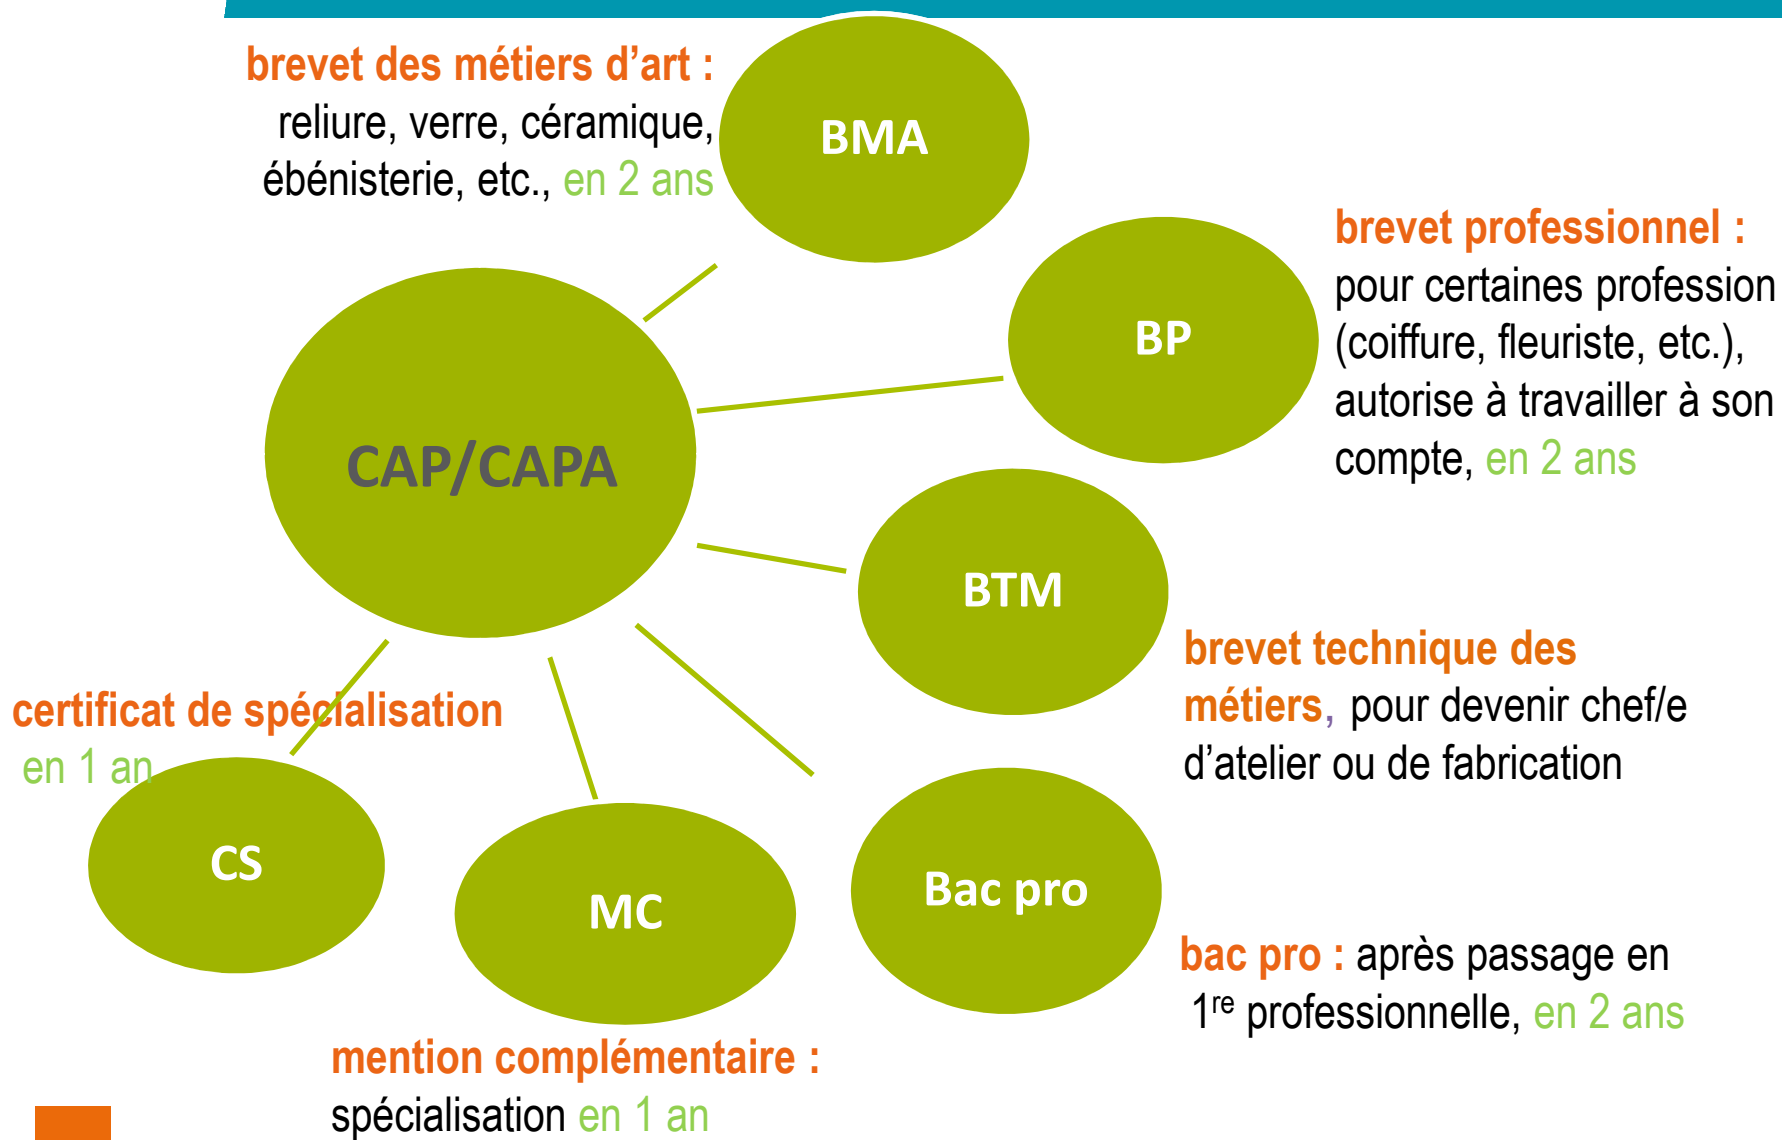 brevet des métiers d’art :
reliure, verre, céramique,
ébénisterie, etc., en 2 ans
BMA
brevet professionnel :
pour certaines profession
(coiffure, fleuriste, etc.),
autorise à travailler à son
compte, en 2 ans
BP
CAP/CAPA
BTM
brevet technique des
métiers, pour devenir chef/e
d’atelier ou de fabrication
certificat de spécialisation
en 1 an
CS
MC
Bac pro
bac pro : après passage en
1re professionnelle, en 2 ans
mention complémentaire :
spécialisation en 1 an